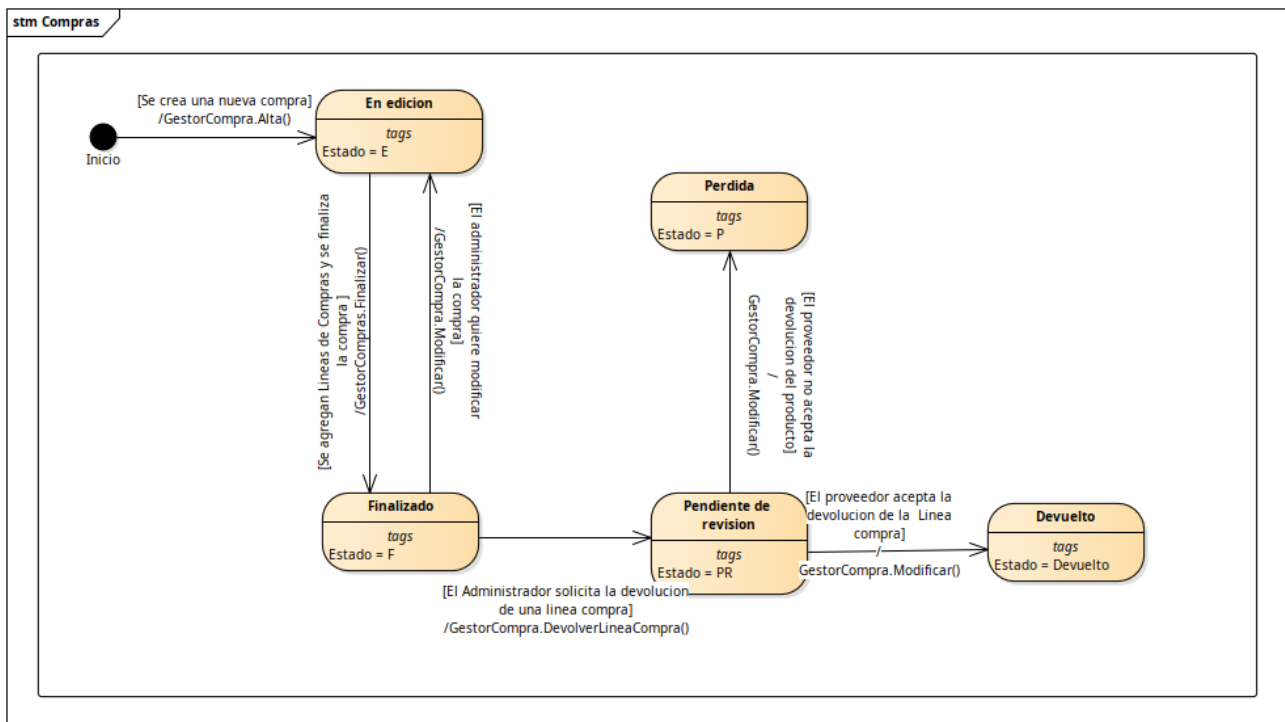 stm Compras
[Se crea una nueva compra]
/GestorCompra.Alta()
Inicio
En edicion
tags
Estado = E
[Se agregan Lineas de Compras y se finaliza
la compra ]
/GestorCompras.Finalizar()
[El administrador quiere modificar
la compra]
/GestorCompra.Modificar()
Perdida
tags
Estado = P
[El proveedor no acepta la
devolucion del producto]
/
GestorCompra.Modificar()
Finalizado
tags
Estado = F
[El Administrador solicita la devolucion
de una linea compra]
/GestorCompra.DevolverLineaCompra()
Pendiente de
revision
tags
Estado = PR
[El proveedor acepta la
devolucion de la  Linea
compra]
/
GestorCompra.Modificar()
Devuelto
tags
Estado = Devuelto